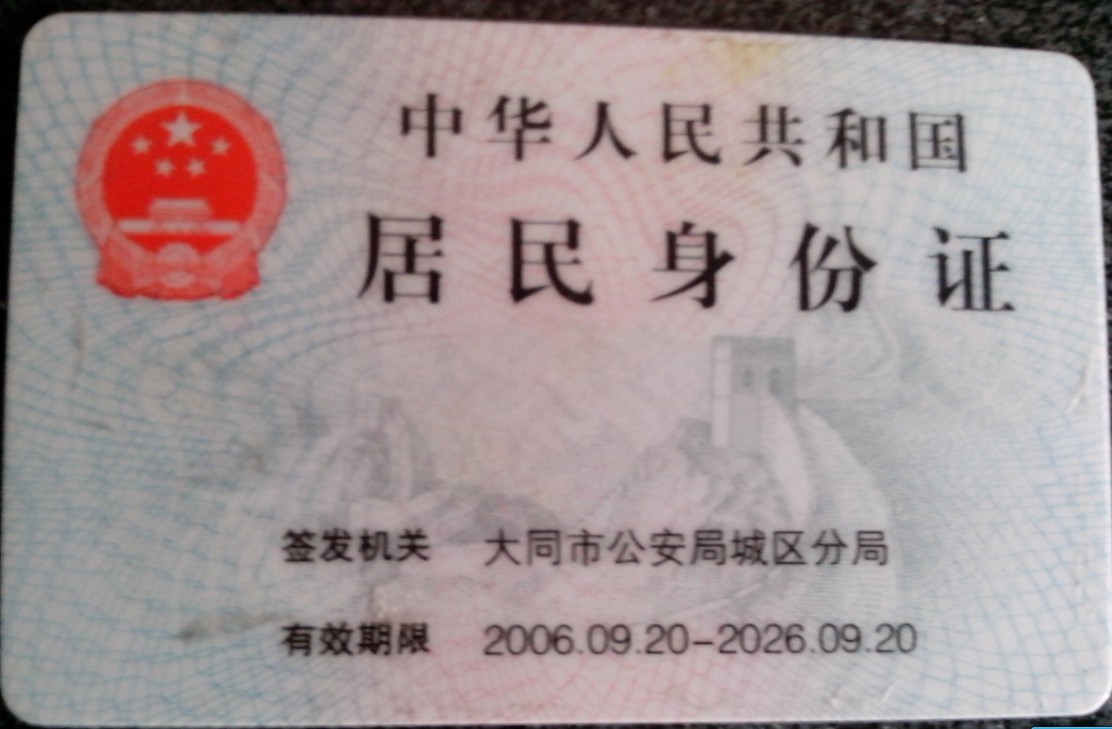 中华人民共和国
居民身份证
签发机关 大同市公安局城区分局
有效期限 2006.09.20-2026.09.20